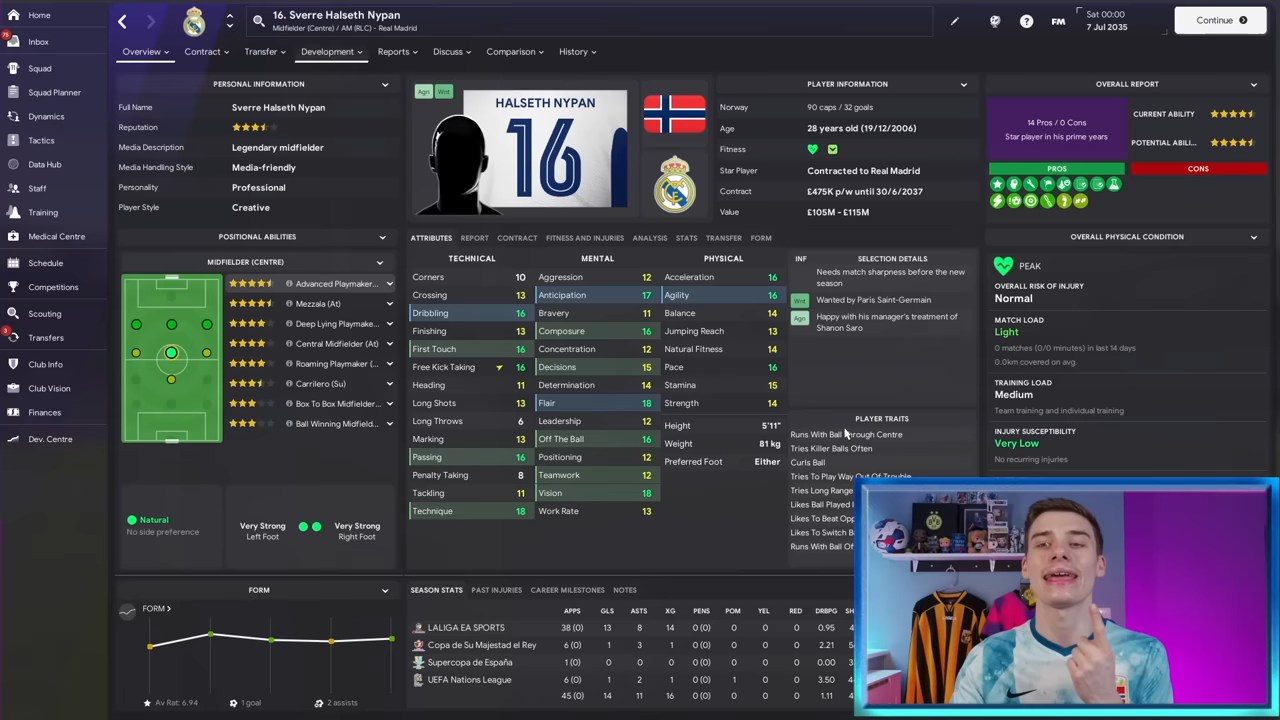 Home
75
Inbox
Squad
Squad Planner
Dynamics
Tactics
Data Hub
Staff
Training
Medical Centre
Schedule
Competitions
Scouting
3
Transfers
Club Info
Club Vision
Finances
Dev. Centre
16. Sverre Halseth Nypan
Midfielder (Centre) / AM (RLC) - Real Madrid
FM
Sat 00:00
7 Jul 2035
Continue
Overview
Contract
Transfer
Development
Reports
Discuss
Comparison
History
PERSONAL INFORMATION
Full Name Sverre Halseth Nypan
Reputation
Media Description Legendary midfielder
Media Handling Style Media-friendly
Personality Professional
Player Style Creative
POSITIONAL ABILITIES
MIDFIELDER (CENTRE)
Advanced Playmaker...
Mezzala (At)
Deep Lying Playmake...
Central Midfielder (At)
Roaming Playmaker (...
Carrilero (Su)
Box To Box Midfielder...
Ball Winning Midfield...
Natural
No side preference
Very Strong
Left Foot
Very Strong
Right Foot
FORM
FORM
Av Rat: 6.94
1 goal
2 assists
Agn
Wnt
HALSETH NYPAN
16
PLAYER INFORMATION
Norway 90 caps / 32 goals
Age 28 years old (19/12/2006)
Fitness
Star Player Contracted to Real Madrid
Contract £475K p/w until 30/6/2037
Value £105M - £115M
ATTRIBUTES REPORT CONTRACT FITNESS AND INJURIES ANALYSIS STATS TRANSFER FORM
TECHNICAL
Corners 10
Crossing 13
Dribbling 16
Finishing 13
First Touch 16
Free Kick Taking 16
Heading 11
Long Shots 13
Long Throws 6
Marking 13
Passing 16
Penalty Taking 8
Tackling 11
Technique 18
MENTAL
Aggression 12
Anticipation 17
Bravery 11
Composure 16
Concentration 12
Decisions 15
Determination 14
Flair 18
Leadership 12
Off The Ball 16
Positioning 12
Teamwork 12
Vision 18
Work Rate 13
PHYSICAL
Acceleration 16
Agility 16
Balance 14
Jumping Reach 13
Natural Fitness 14
Pace 16
Stamina 15
Strength 14
Height 5'11"
Weight 81 kg
Preferred Foot Either
INF SELECTION DETAILS
Needs match sharpness before the new
season
Wnt Wanted by Paris Saint-Germain
Agn Happy with his manager's treatment of
Shanon Saro
PLAYER TRAITS
Runs With Ball Through Centre
Tries Killer Balls Often
Curls Ball
Tries To Play Way Out Of Trouble
Tries Long Range
Likes Ball Played I
Likes To Beat Opp
Likes To Switch B
Runs With Ball Of
SEASON STATS PAST INJURIES CAREER MILESTONES NOTES
APPS GLS ASTS XG PENS POM YEL RED DRBPG
LALIGA EA SPORTS 38 (0) 13 8 14 0 (0) 0 0 0 0.95
Copa de Su Majestad el Rey 6 (0) 1 3 1 0 (0) 0 0 0 2.21
Supercopa de España 1 (0) 0 0 0 0 (0) 0 0 0 0.00
UEFA Nations League 6 (0) 1 2 1 0 (0) 1 0 0 3.50
45 (0) 14 11 16 0 (0) 0 0 0 1.11
OVERALL REPORT
14 Pros / 0 Cons
Star player in his prime years
CURRENT ABILITY
POTENTIAL ABILI...
PROS
CONS
OVERALL PHYSICAL CONDITION
PEAK
OVERALL RISK OF INJURY
Normal
MATCH LOAD
Light
0 matches (0/0 minutes) in last 14 days
0.0km covered on avg.
TRAINING LOAD
Medium
Team training and individual training
INJURY SUSCEPTIBILITY
Very Low
No recurring injuries